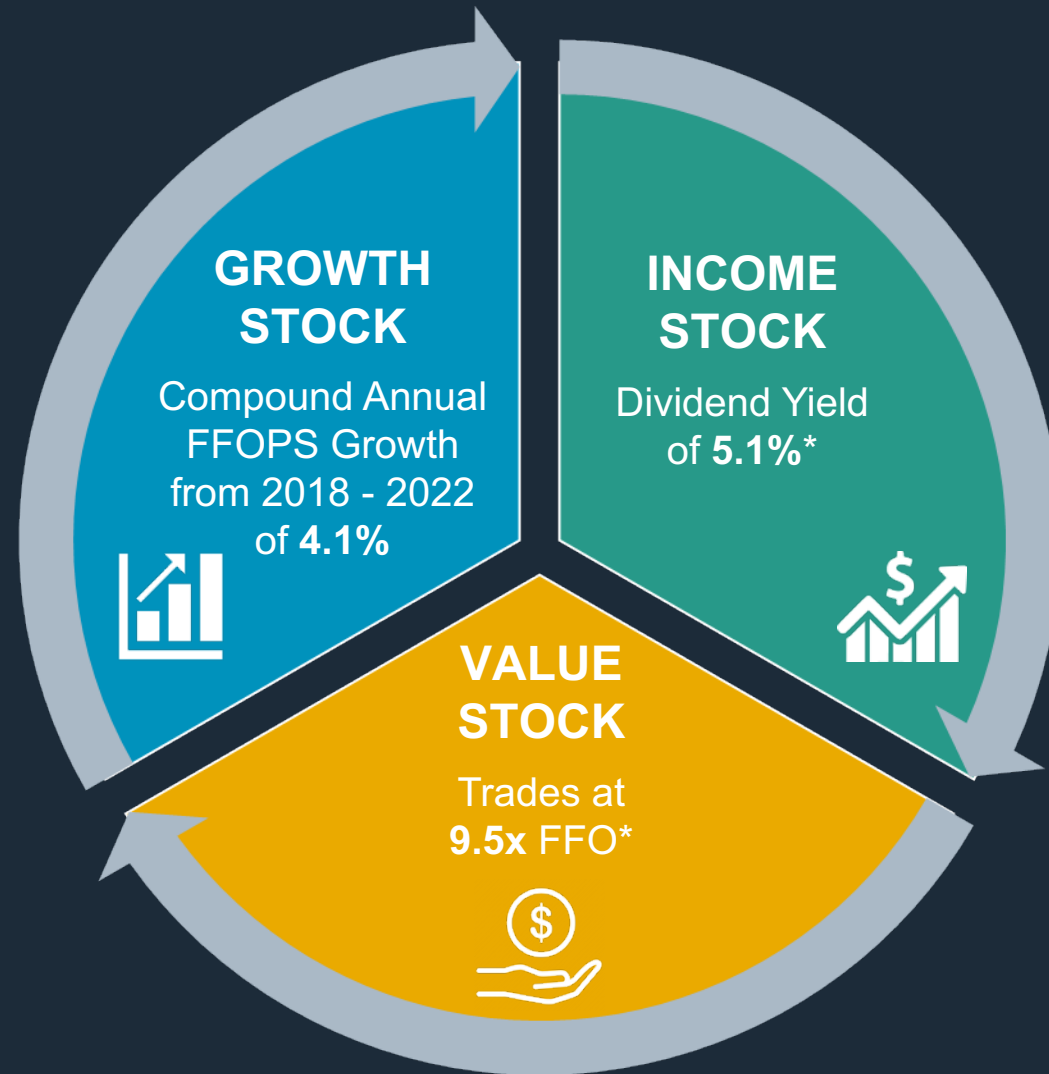 GROWTH
STOCK
Compound Annual
FFOPS Growth
from 2018 - 2022
of 4.1%
INCOME
STOCK
Dividend Yield
of 5.1%*
$
VALUE
STOCK
Trades at
9.5x FFO*
$